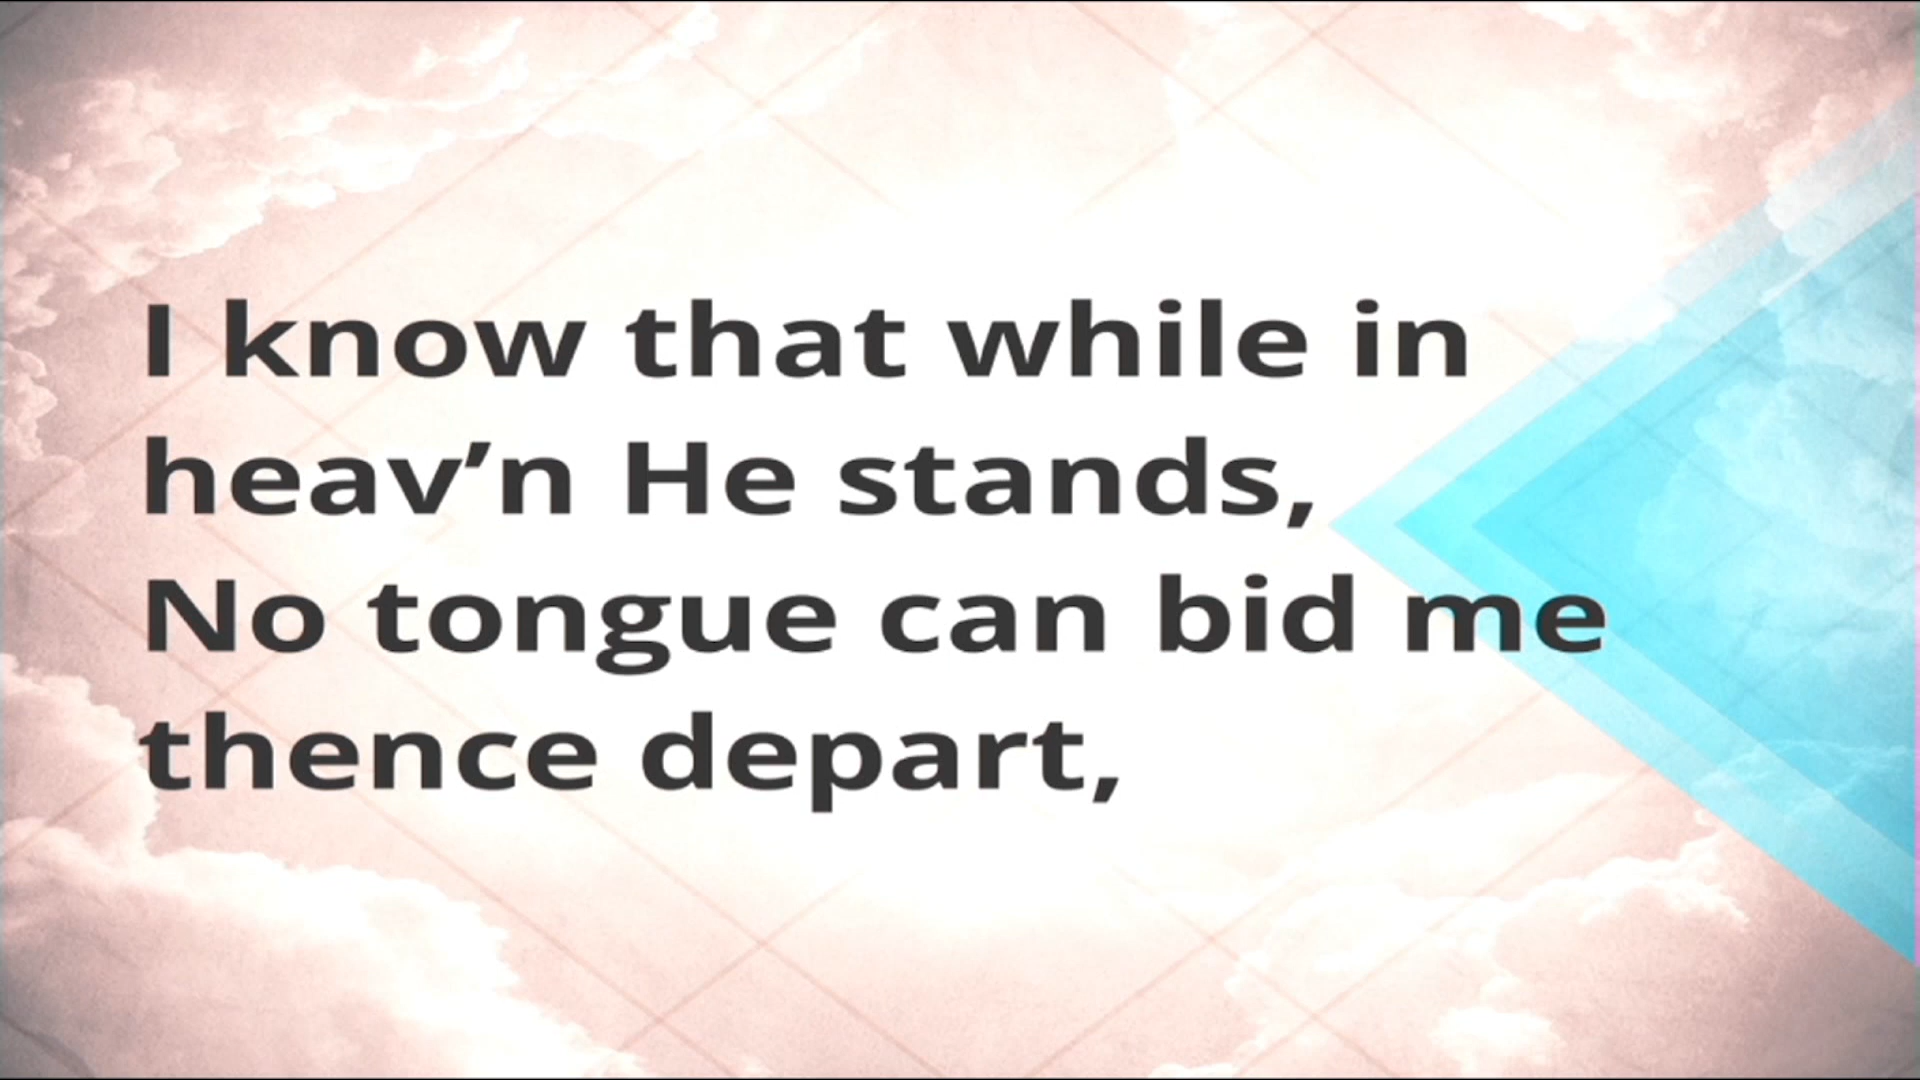 I know that while in
heav’n He stands,
No tongue can bid me
thence depart,